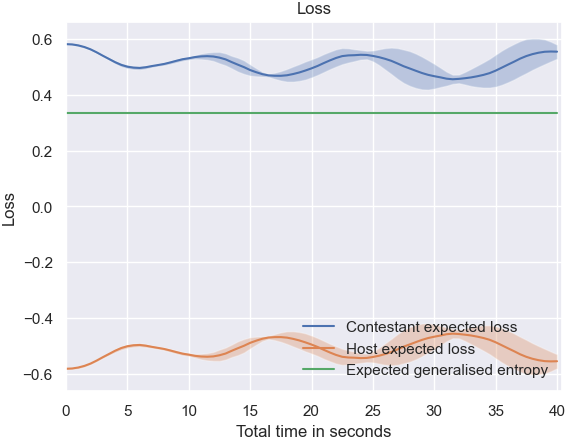 Loss
0.6
0.4
0.2
0.0
−0.2
−0.4
−0.6
Loss
Contestant expected loss
Host expected loss
Expected generalised entropy
0 5 10 15 20 25 30 35 40
Total time in seconds